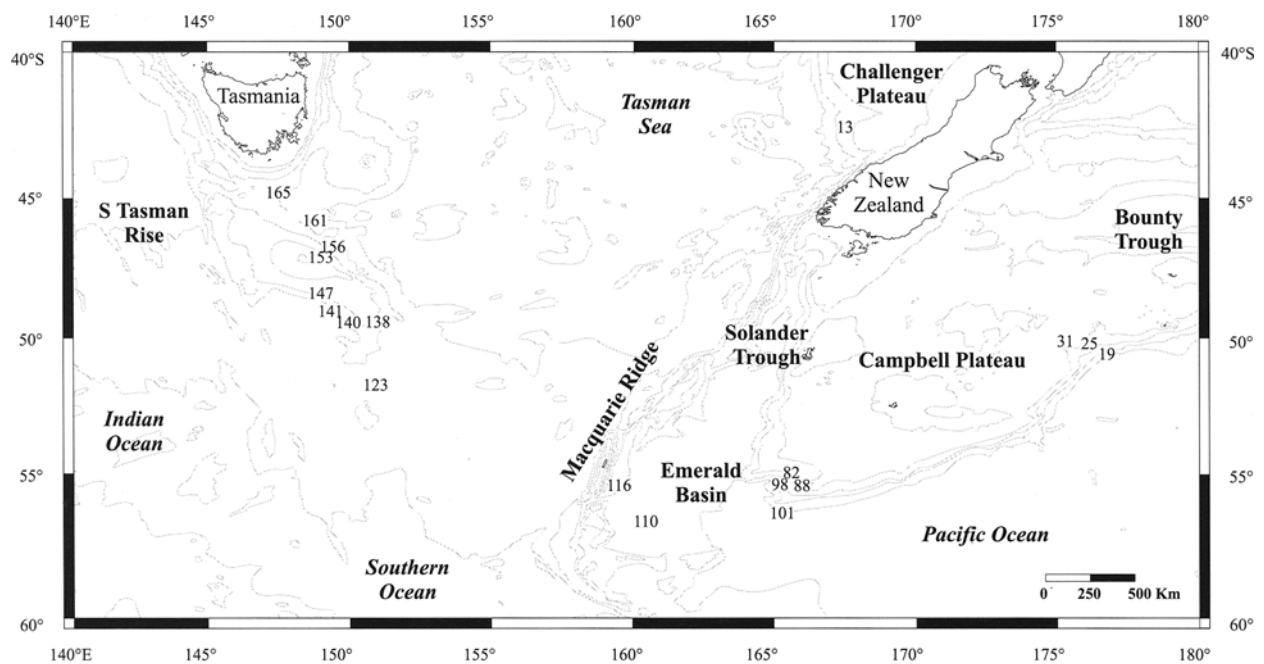 140°E 145° 150° 155° 160° 165° 170° 175° 180°
40°S 40°S
Challenger
Plateau
Tasmania
Tasman
Sea
13
165
New
Zealand
45° 45°
S Tasman
Rise
161
Bounty
Trough
156
153
147
141
140 138
Solander
Trough
50° 50°
31 25
19
Campbell Plateau
123
Macquarie Ridge
Indian
Ocean
Emerald
Basin
55° 55°
82
98 88
116
101
110
Pacific Ocean
Southern
Ocean
0 250 500 Km
60° 60°
140°E 145° 150° 155° 160° 165° 170° 175° 180°